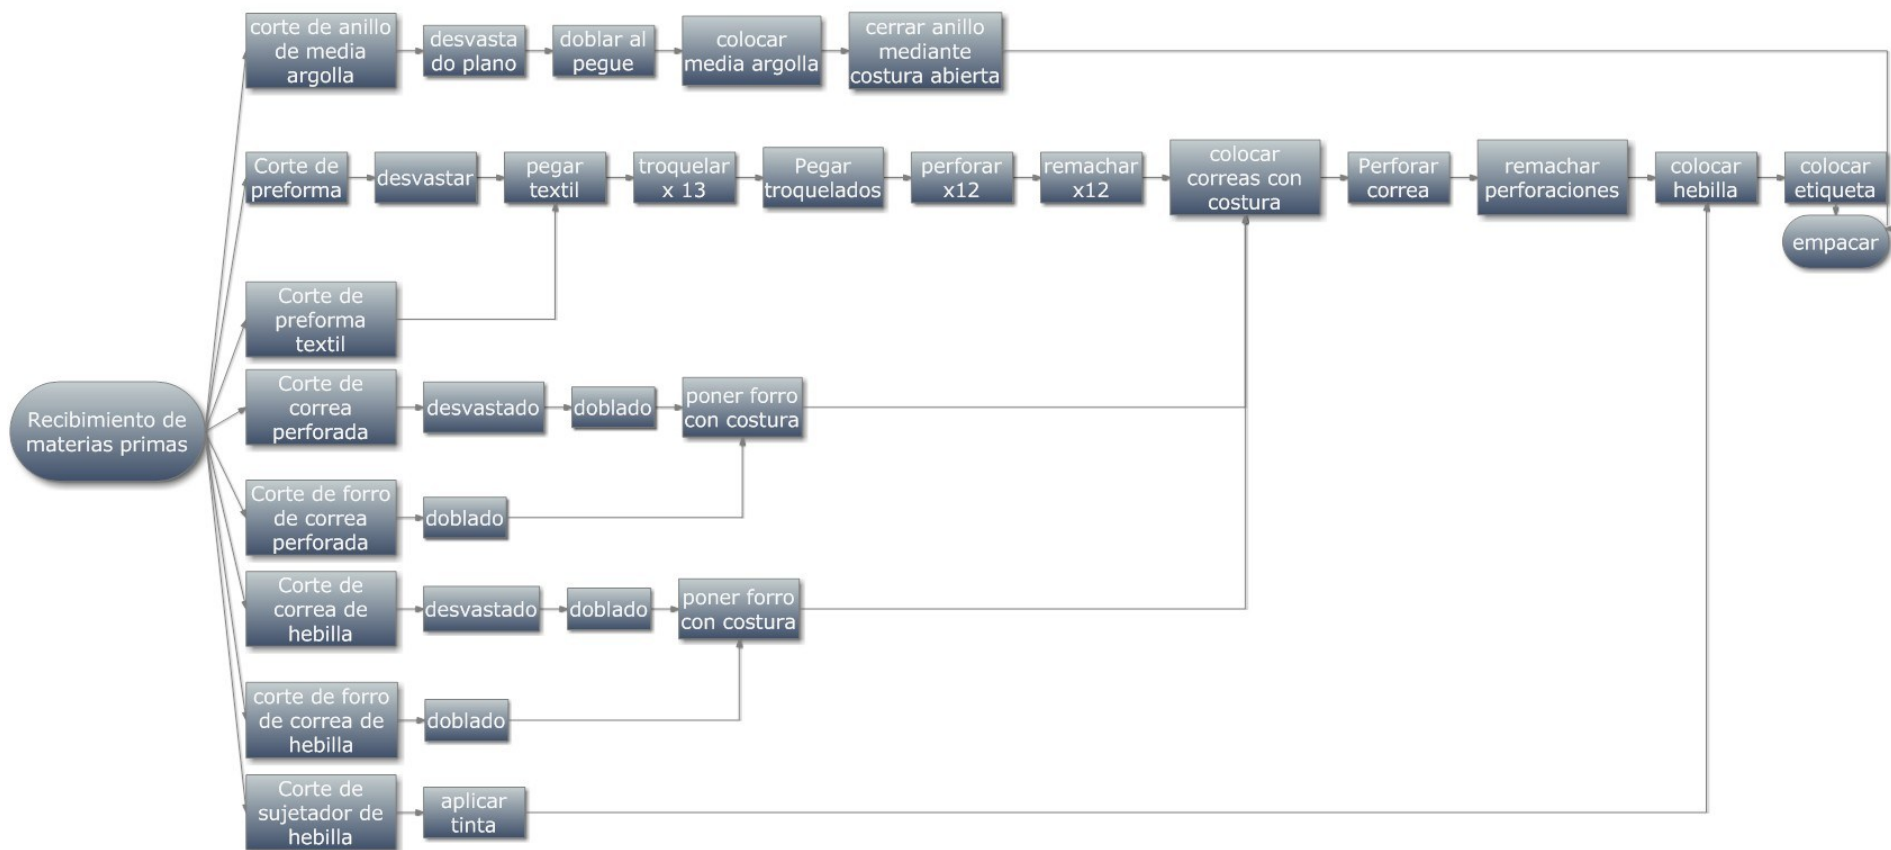 corte de anillo
de media
argolla
desvasta
do plano
doblar al
pegue
colocar
media argolla
cerrar anillo
mediante
costura abierta
Corte de
preforma
desvastar
pegar
textil
troquelar
x 13
Pegar
troquelados
perforar
x12
remachar
x12
colocar
correas con
costura
Perforar
correa
remachar
perforaciones
colocar
hebilla
colocar
etiqueta
empacar
Corte de
preforma
textil
Recibimiento de
materias primas
Corte de
correa
perforada
desvastado
doblado
poner forro
con costura
Corte de forro
de correa
perforada
doblado
Corte de
correa de
hebilla
desvastado
doblado
poner forro
con costura
corte de forro
de correa de
hebilla
doblado
Corte de
sujetador de
hebilla
aplicar
tinta